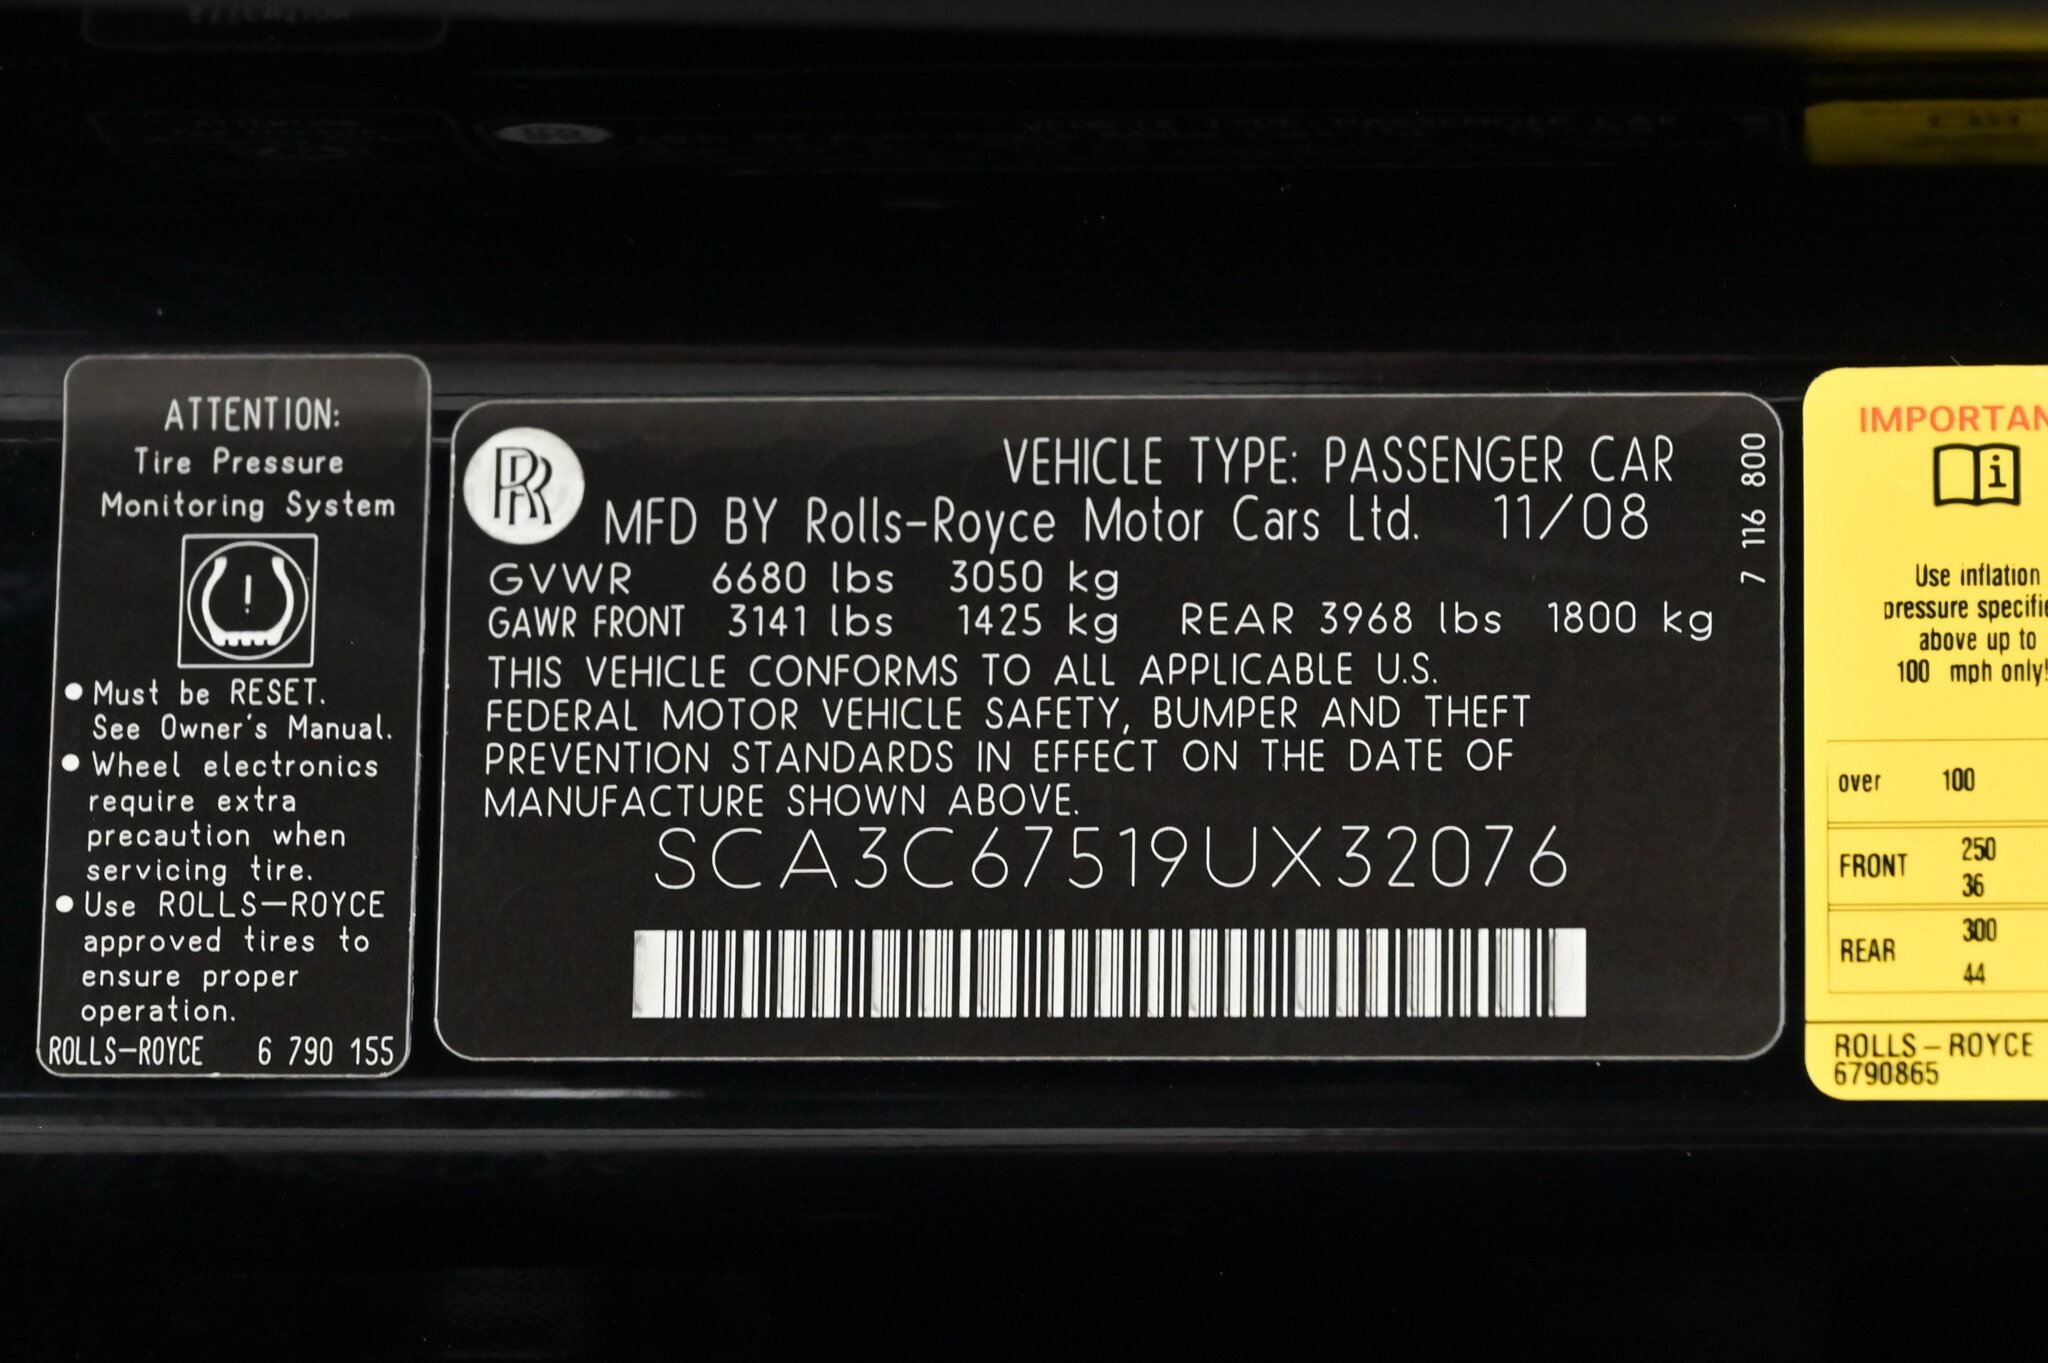 ATTENTION:
Tire Pressure
Monitoring System
● Must be RESET.
See Owner's Manual.
● Wheel electronics
require extra
precaution when
servicing tire.
● Use ROLLS-ROYCE
approved tires to
ensure proper
operation.
ROLLS-ROYCE 6 790 155
RR
VEHICLE TYPE: PASSENGER CAR
MFD BY Rolls-Royce Motor Cars Ltd. 11/08
GVWR 6680 lbs 3050 kg
GAWR FRONT 3141 lbs 1425 kg REAR 3968 lbs 1800 kg
THIS VEHICLE CONFORMS TO ALL APPLICABLE U.S.
FEDERAL MOTOR VEHICLE SAFETY, BUMPER AND THEFT
PREVENTION STANDARDS IN EFFECT ON THE DATE OF
MANUFACTURE SHOWN ABOVE.
SCA3C67519UX32076
7 116 800
IMPORTAN
Use inflation
pressure specifie
above up to
100 mph only!
over 100
FRONT 250
36
REAR 300
44
ROLLS-ROYCE
6790865